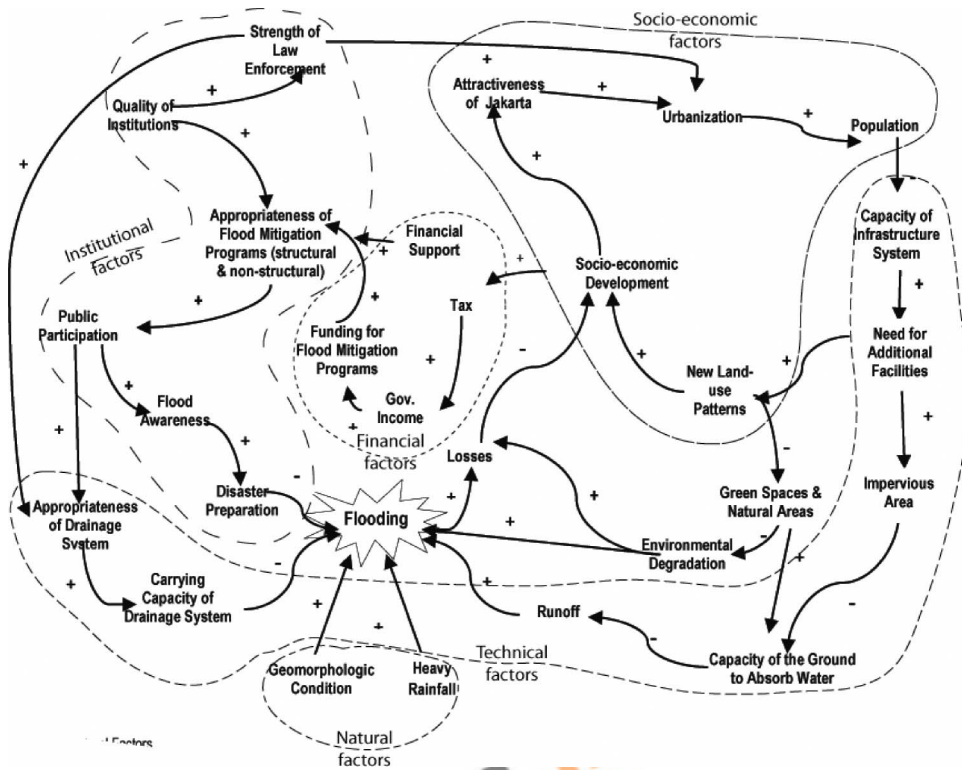 Strength of
Law
Enforcement
Socio-economic
factors
+
Attractiveness
of Jakarta
+
+
Quality of
Institutions
Urbanization
+
Population
+
+
+
-
Appropriateness of
Flood Mitigation
Programs (structural
& non-structural)
Institutional
factors
Financial
Support
+
Capacity of
Infrastructure
System
Socio-economic
Development
+
+
+
Public
Participation
Tax
+
Funding for
Flood Mitigation
Programs
+
-
+
+
Need for
Additional
Facilities
+
Flood
Awareness
Gov.
Income
+
New Land-
use
Patterns
+
Financial
factors
+
+
Losses
-
Disaster
Preparation
-
Green Spaces &
Natural Areas
Impervious
Area
Appropriateness
of Drainage
System
Flooding
+
+
+
-
Environmental
Degradation
+
+
Carrying
Capacity of
Drainage System
-
+
Runoff
-
+
+
-
Capacity of the Ground
to Absorb Water
Geomorphologic
Condition
Heavy
Rainfall
Technical
factors
Natural
factors
Factors